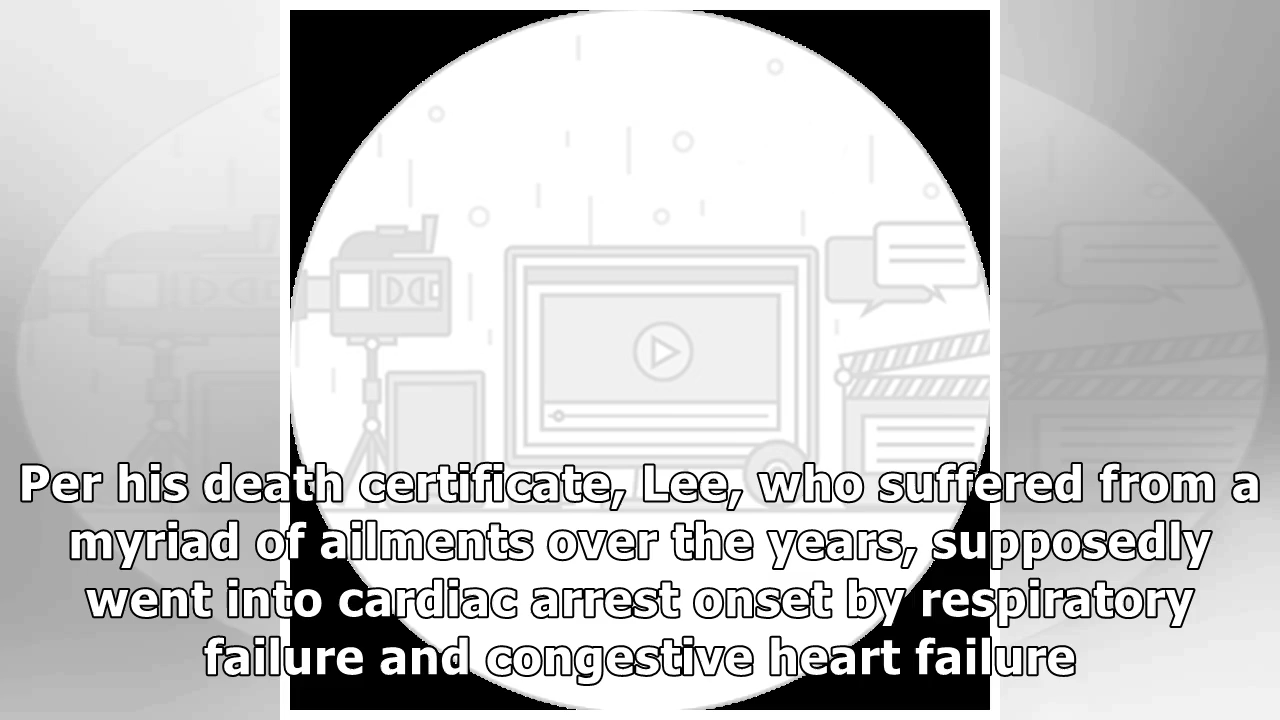 Per his death certificate, Lee, who suffered from a
myriad of ailments over the years, supposedly
went into cardiac arrest onset by respiratory
failure and congestive heart failure